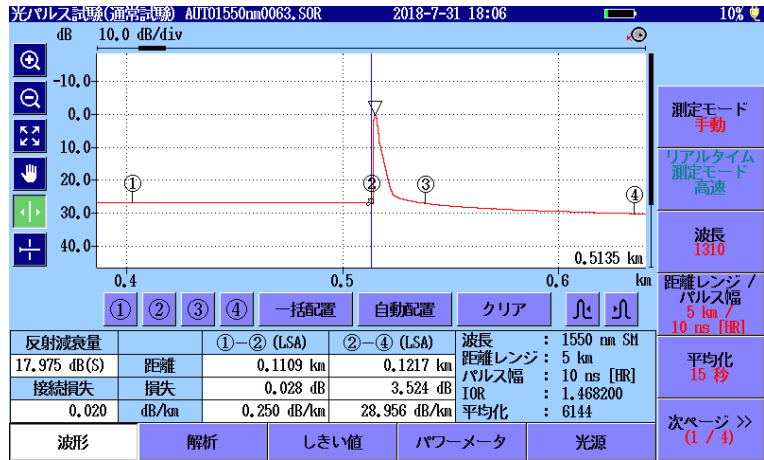 光パルス試験(通常試験) AUTO1550nm0063.SOR 2018-7-31 18:06 10%
dB 10.0 dB/div
-10.0
0.0
10.0
20.0
30.0
40.0
① ② ③ ④
0.5135 km
0.4 0.5 0.6 km
① ② ③ ④ 一括配置 自動配置 クリア
反射減衰量 ①－② (LSA) ②－④ (LSA)
17.975 dB(S) 距離 0.1109 km 0.1217 km
接続損失 損失 0.028 dB 3.524 dB
0.020 dB/km 0.250 dB/km 28.956 dB/km
波長 : 1550 nm SM
距離レンジ : 5 km
パルス幅 : 10 ns [HR]
IOR : 1.468200
平均化 : 6144
波形 解析 しきい値 パワーメータ 光源
測定モード
手動
リアルタイム
測定モード
高速
波長
1310
距離レンジ /
パルス幅
5 km /
10 ns [HR]
平均化
15 秒
次ページ >>
(1 / 4)